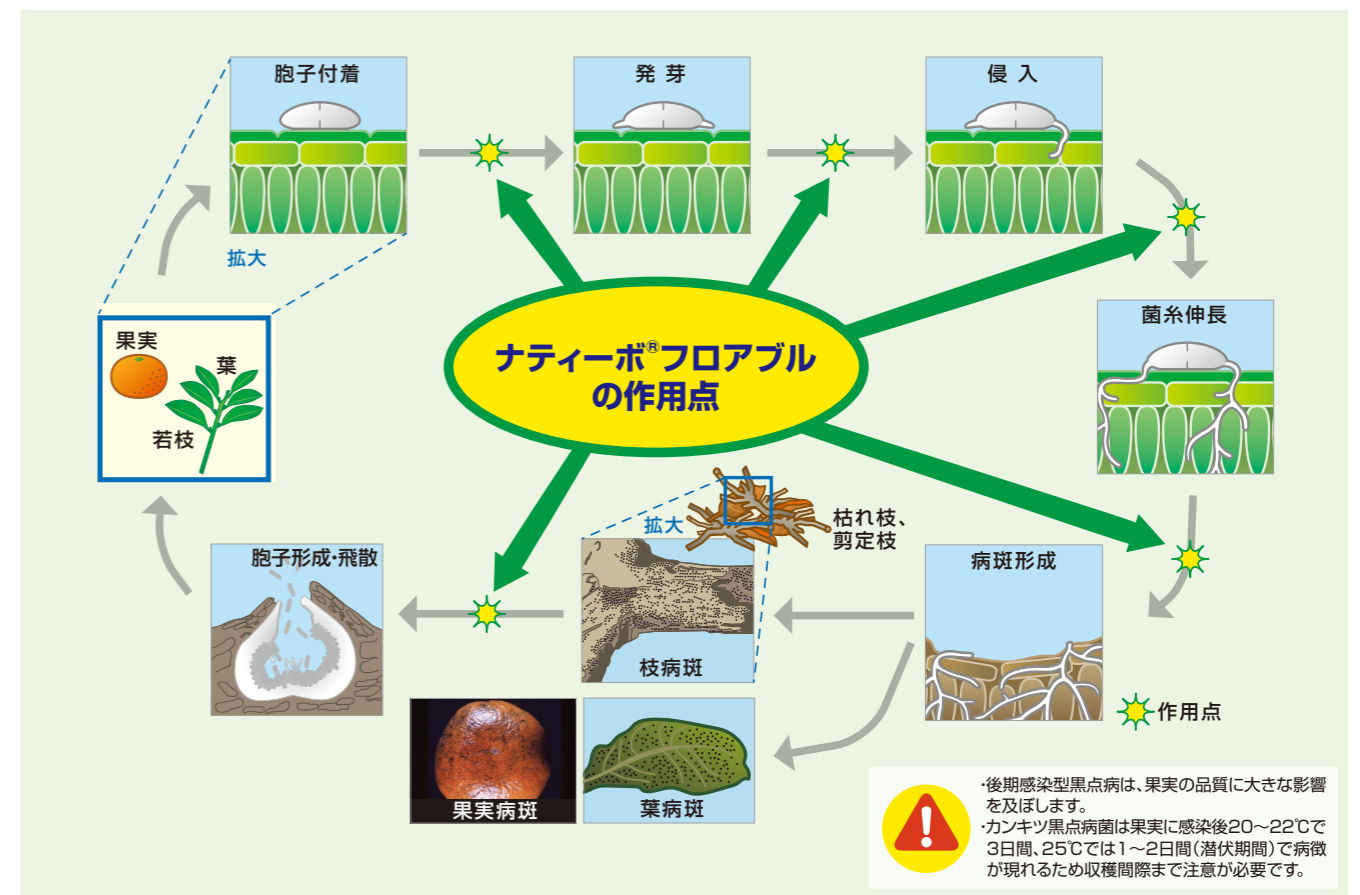 胞子付着
発 芽
侵 入
拡大
果実
葉
若枝
ナティーボ®フロアブル
の作用点
菌糸伸長
拡大
枯れ枝、
剪定枝
胞子形成・飛散
枝病斑
病斑形成
作用点
果実病斑
葉病斑
・後期感染型黒点病は、果実の品質に大きな影響
を及ぼします。
・カンキツ黒点病菌は果実に感染後20～22℃で
3日間、25℃では1～2日間(潜伏期間)で病徴
が現れるため収穫間際まで注意が必要です。